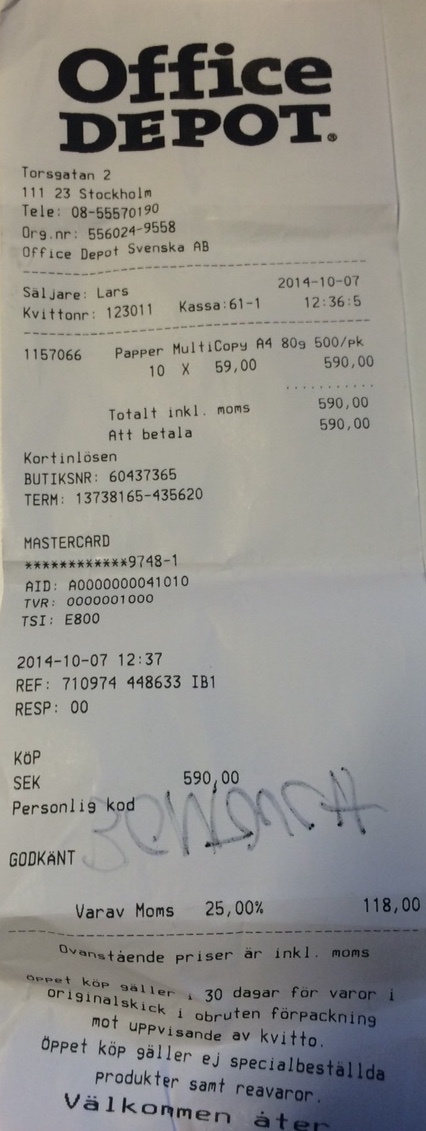 Office
DEPOT®
Torsgatan 2
111 23 Stockholm
Tele: 08-55570190
Org.nr: 556024-9558
Office Depot Svenska AB
Säljare: Lars 2014-10-07
Kvittonr: 123011 Kassa:61-1 12:36:5
1157066 Papper MultiCopy A4 80g 500/pk
10 X 59,00 590,00
Totalt inkl. moms 590,00
Att betala 590,00
Kortinlösen
BUTIKSNR: 60437365
TERM: 13738165-435620
MASTERCARD
************9748-1
AID: A0000000041010
TVR: 0000001000
TSI: E800
2014-10-07 12:37
REF: 710974 448633 IB1
RESP: 00
KöP
SEK 590,00
Personlig kod
GODKÄNT
Varav Moms 25,00% 118,00
Ovanstående priser är inkl. moms
öppet köp gäller i 30 dagar för varor i
originalskick i obruten förpackning
mot uppvisande av kvitto.
Öppet köp gäller ej specialbeställda
produkter samt reavaror.
Välkommen åter